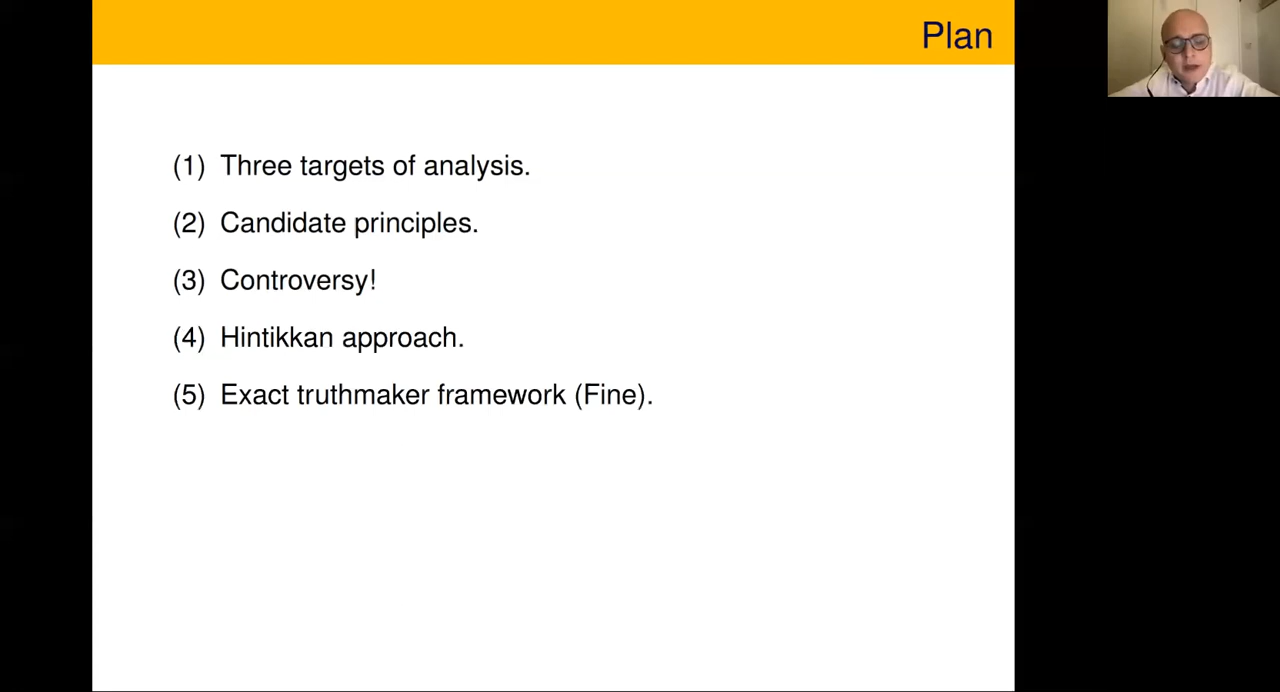 Plan
(1) Three targets of analysis.
(2) Candidate principles.
(3) Controversy!
(4) Hintikkan approach.
(5) Exact truthmaker framework (Fine).